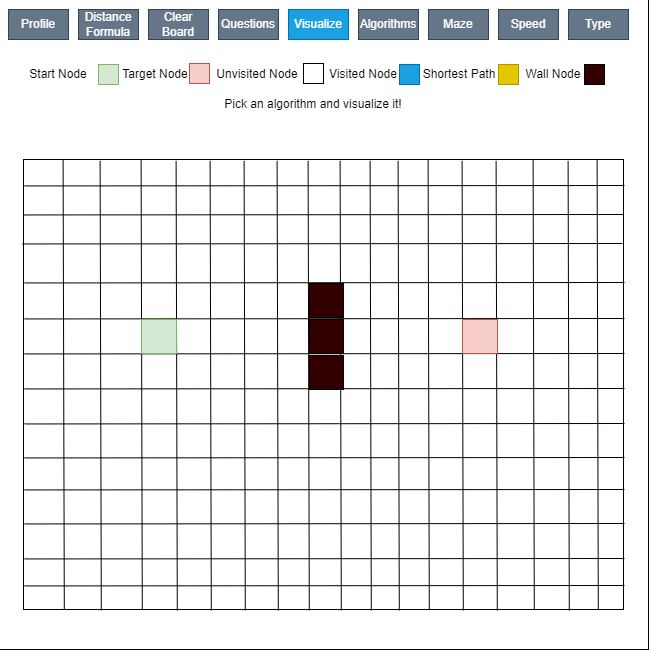 Profile
Distance
Formula
Clear
Board
Questions
Visualize
Algorithms
Maze
Speed
Type
Start Node Target Node Unvisited Node Visited Node Shortest Path Wall Node
Pick an algorithm and visualize it!